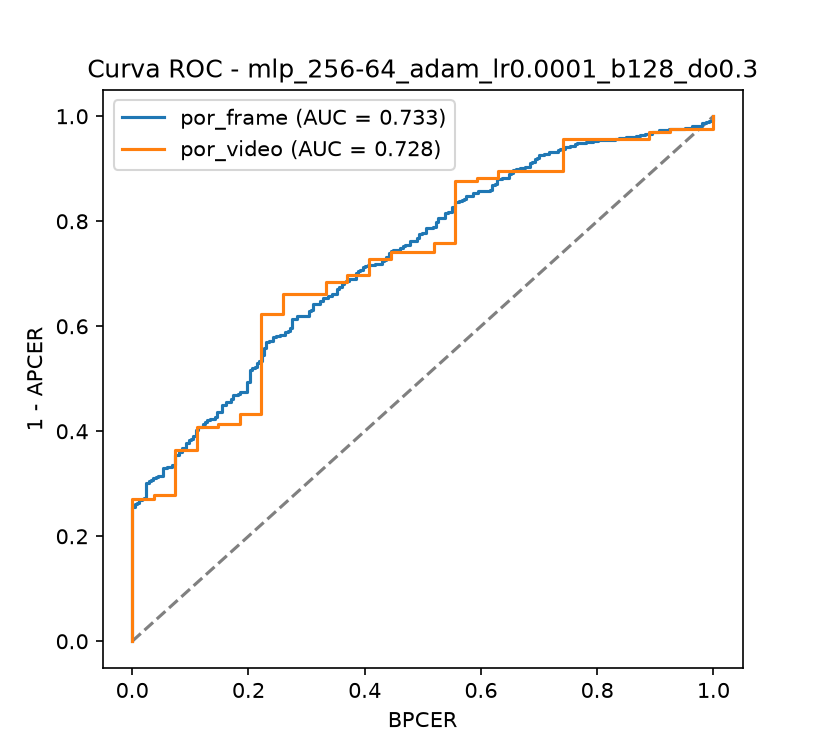 Curva ROC - mlp_256-64_adam_lr0.0001_b128_do0.3
por_frame (AUC = 0.733)
por_video (AUC = 0.728)
1.0
0.8
0.6
0.4
0.2
0.0
1 - APCER
0.0 0.2 0.4 0.6 0.8 1.0
BPCER